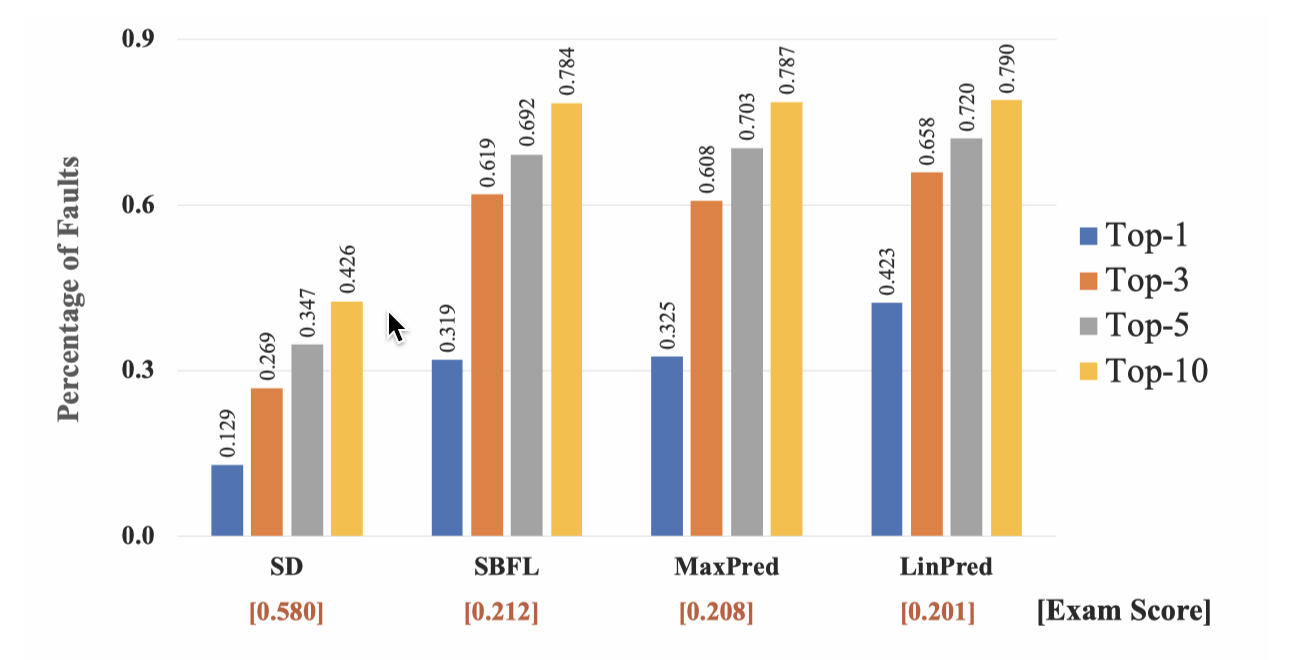 Percentage of Faults
0.9
0.6
0.3
0.0
0.129
0.269
0.347
0.426
0.319
0.619
0.692
0.784
0.325
0.608
0.703
0.787
0.423
0.658
0.720
0.790
Top-1
Top-3
Top-5
Top-10
SD SBFL MaxPred LinPred
[0.580] [0.212] [0.208] [0.201] [Exam Score]